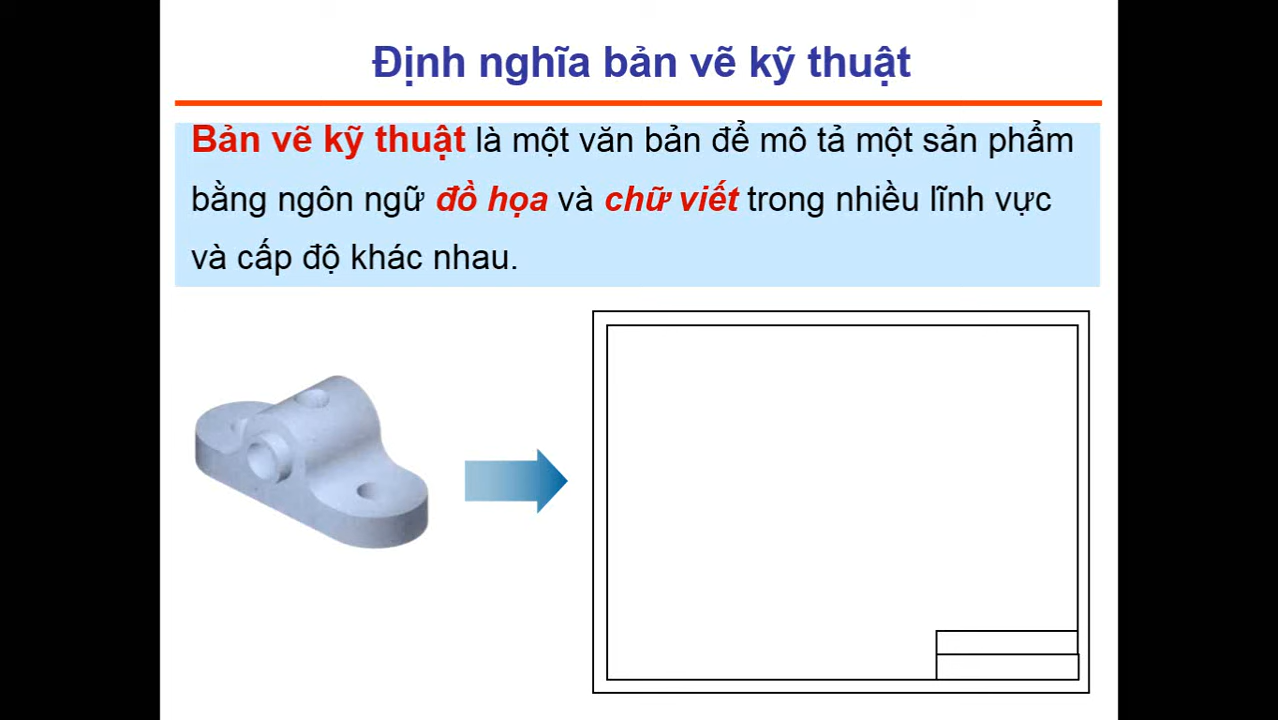 Định nghĩa bản vẽ kỹ thuật
Bản vẽ kỹ thuật là một văn bản để mô tả một sản phẩm
bằng ngôn ngữ đồ họa và chữ viết trong nhiều lĩnh vực
và cấp độ khác nhau.